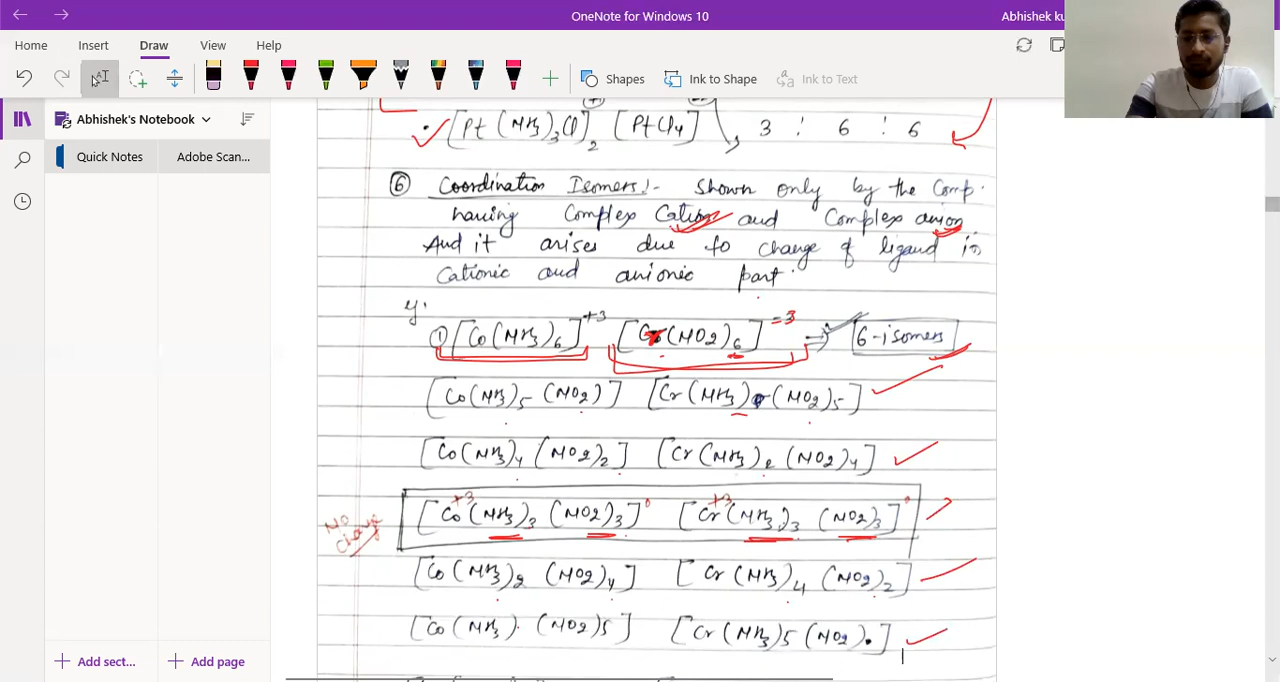 OneNote for Windows 10
Abhishek ku
Home Insert Draw View Help
Shapes Ink to Shape Ink to Text
Abhishek's Notebook
Quick Notes Adobe Scan...
[Pt(NH3)3Cl]2 [PtCl4] 3 : 6 : 6
⑥ Coordination Isomers:- Shown only by the Comp.
having Complex Cation and Complex anion
And it arises due to change of ligand in
Cationic and anionic part.
① [Co(NH3)6]+3 [Cr(NO2)6]-3 → 6-isomers
[Co(NH3)5(NO2)] [Cr(NH3)(NO2)5]
[Co(NH3)4(NO2)2] [Cr(NH3)2(NO2)4]
No charge
+3 0 +3 0
[Co(NH3)3(NO2)3] [Cr(NH3)3(NO2)3]
[Co(NH3)2(NO2)4] [Cr(NH3)4(NO2)2]
[Co(NH3)(NO2)5] [Cr(NH3)5(NO2)]
+ Add sect... + Add page